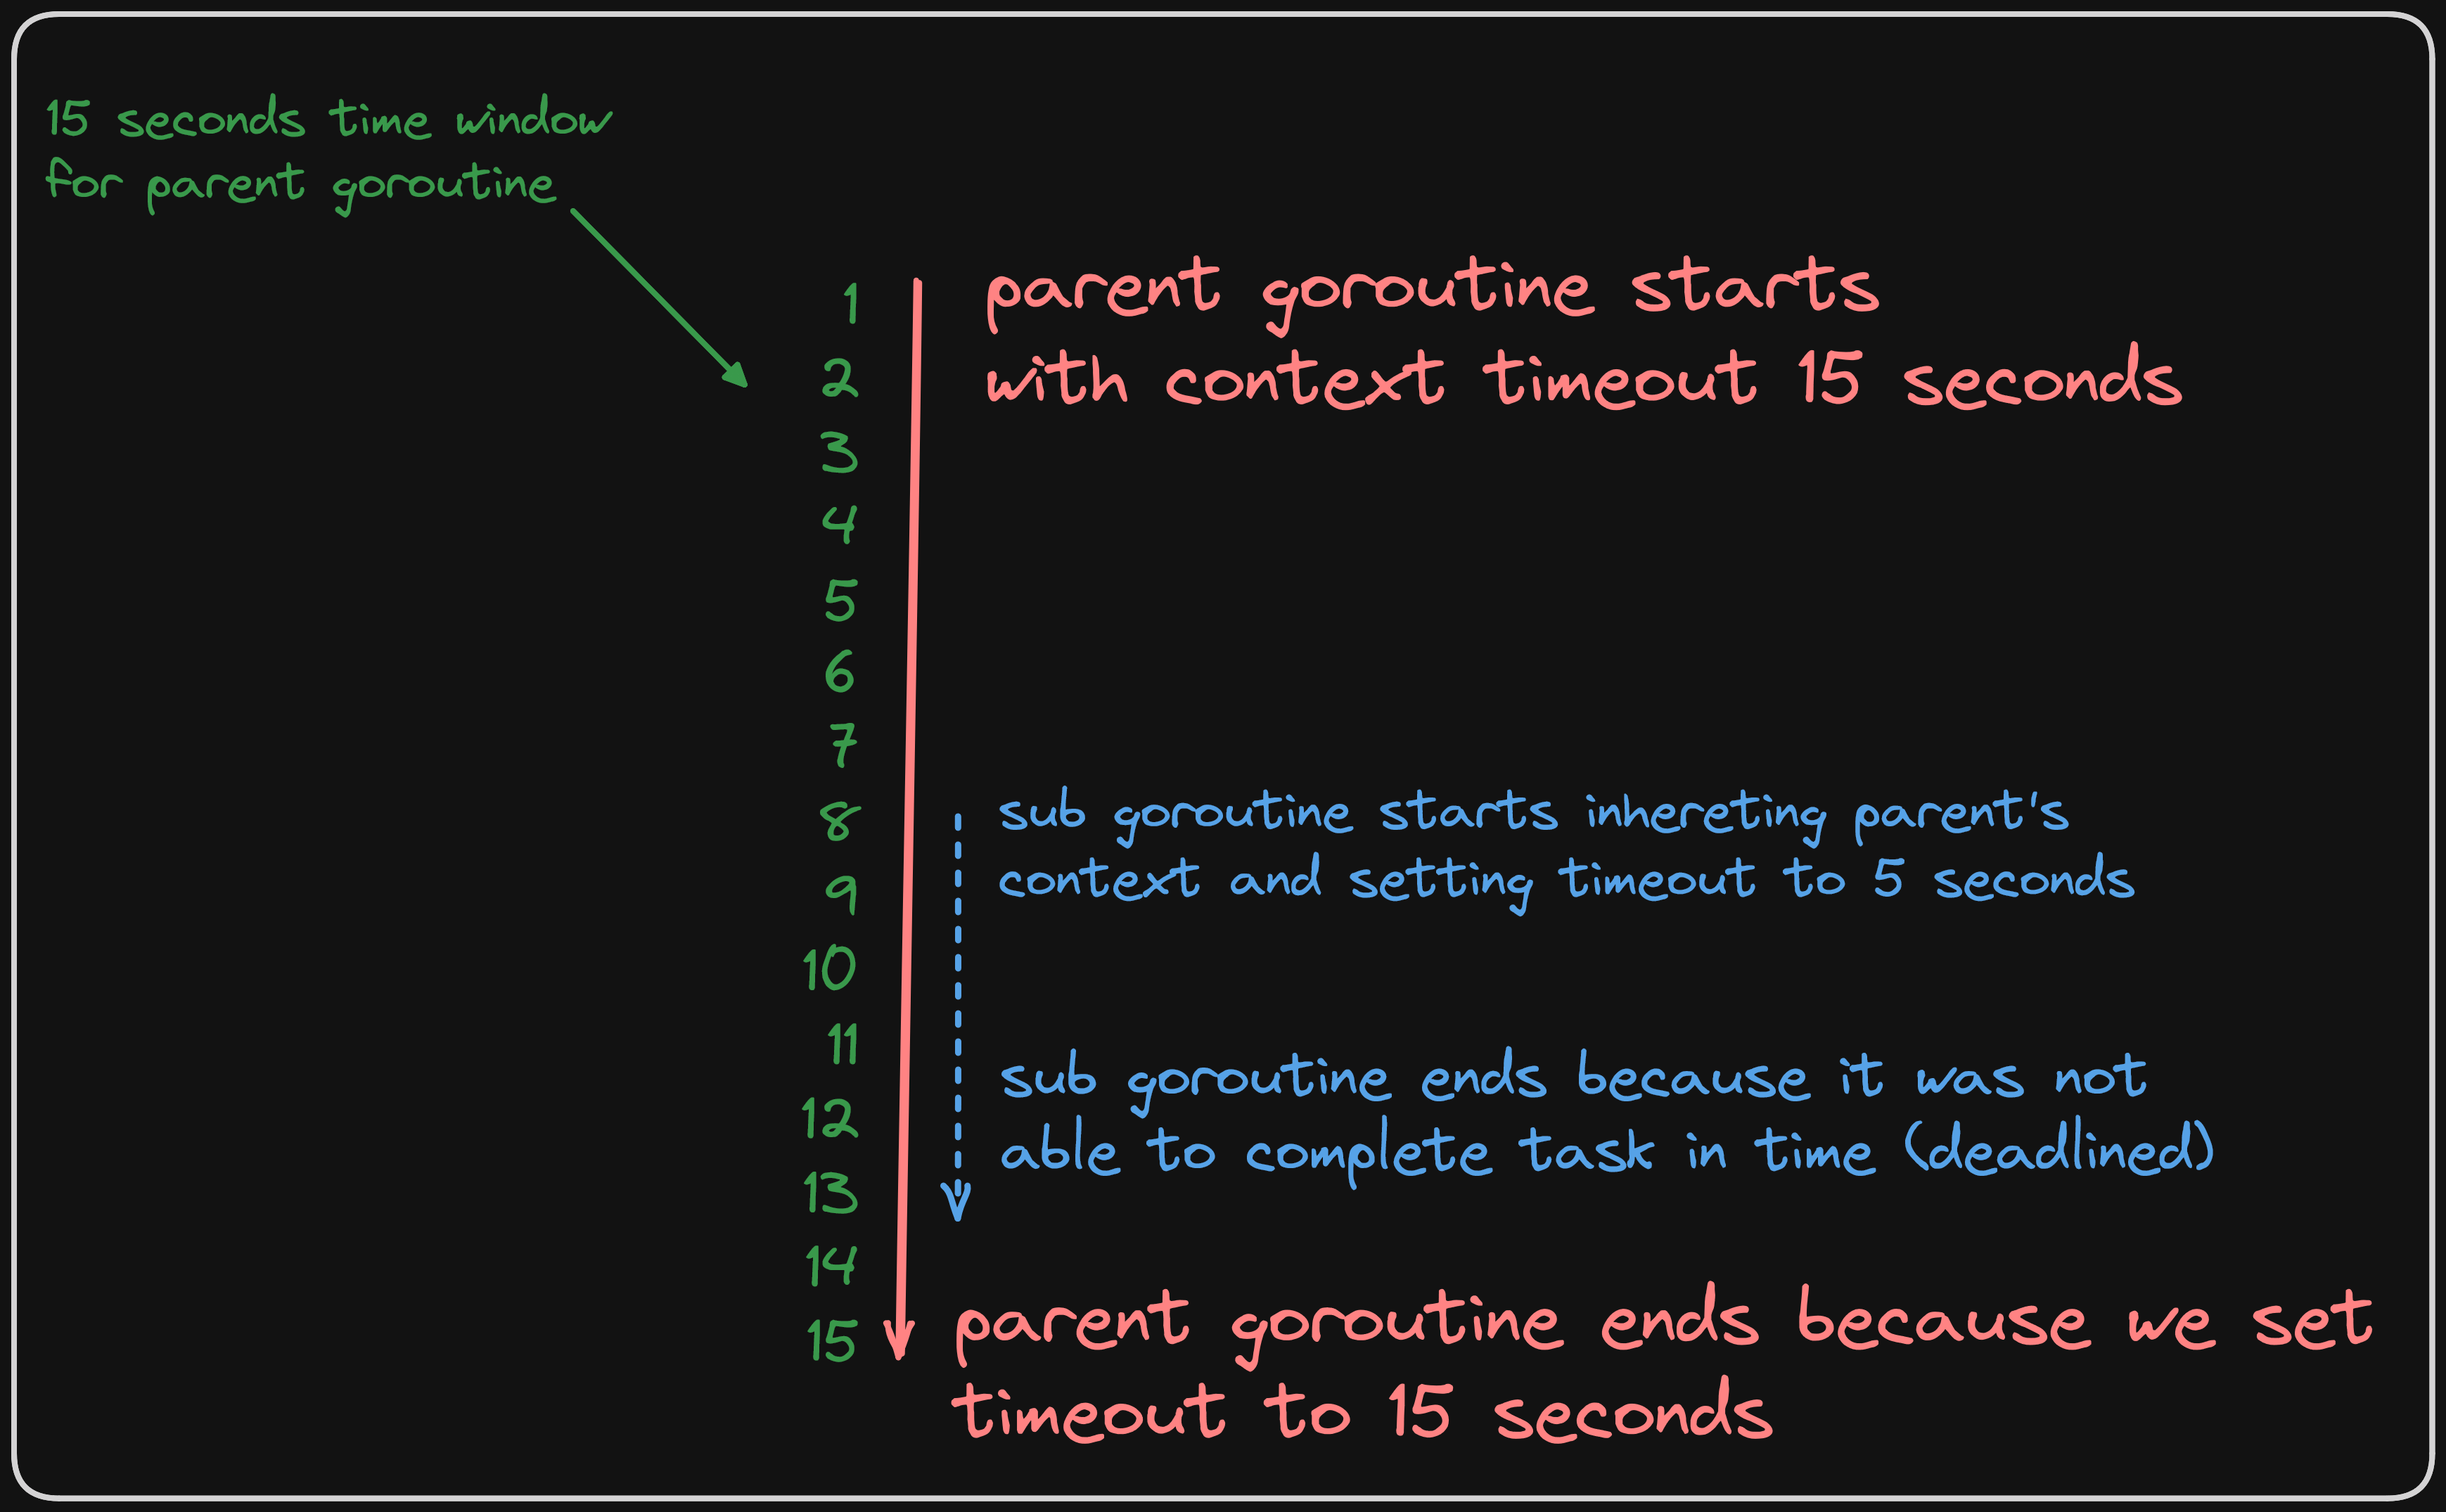 15 seconds time window
for parent goroutine
1
parent goroutine starts
2
with context timeout 15 seconds
3
4
5
6
7
8
sub goroutine starts inhereting parent's
9
context and setting timeout to 5 seconds
10
11
sub goroutine ends because it was not
12
able to complete task in time (deadlined)
13
14
15
parent goroutine ends because we set
timeout to 15 seconds